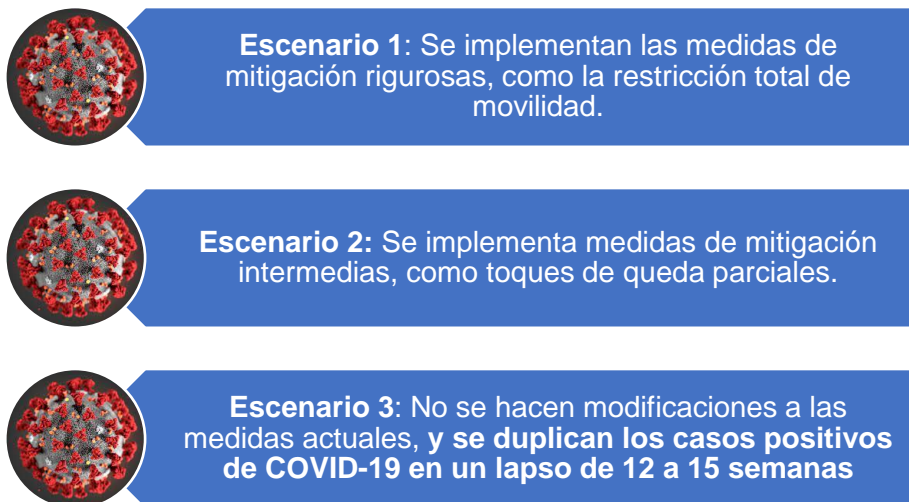 Escenario 1: Se implementan las medidas de
mitigación rigurosas, como la restricción total de
movilidad.
Escenario 2: Se implementa medidas de mitigación
intermedias, como toques de queda parciales.
Escenario 3: No se hacen modificaciones a las
medidas actuales, y se duplican los casos positivos
de COVID-19 en un lapso de 12 a 15 semanas